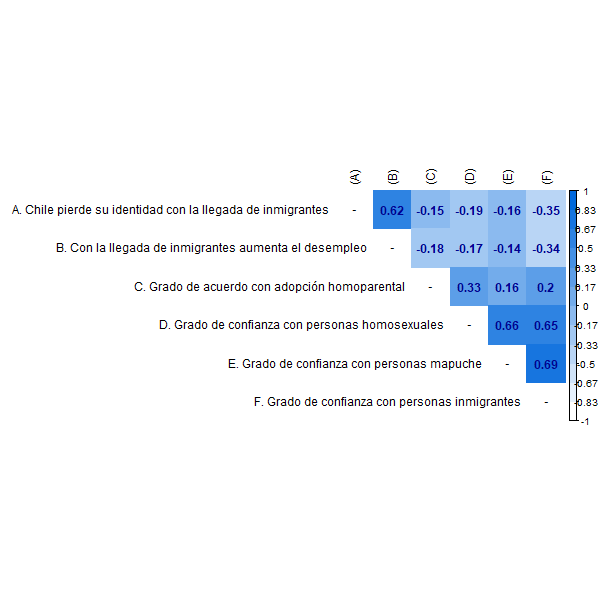 (A) (B) (C) (D) (E) (F)
A. Chile pierde su identidad con la llegada de inmigrantes - 0.62 -0.15 -0.19 -0.16 -0.35
B. Con la llegada de inmigrantes aumenta el desempleo - -0.18 -0.17 -0.14 -0.34
C. Grado de acuerdo con adopción homoparental - 0.33 0.16 0.2
D. Grado de confianza con personas homosexuales - 0.66 0.65
E. Grado de confianza con personas mapuche - 0.69
F. Grado de confianza con personas inmigrantes -
1
0.83
0.67
0.5
0.33
0.17
0
-0.17
-0.33
-0.5
-0.67
-0.83
-1